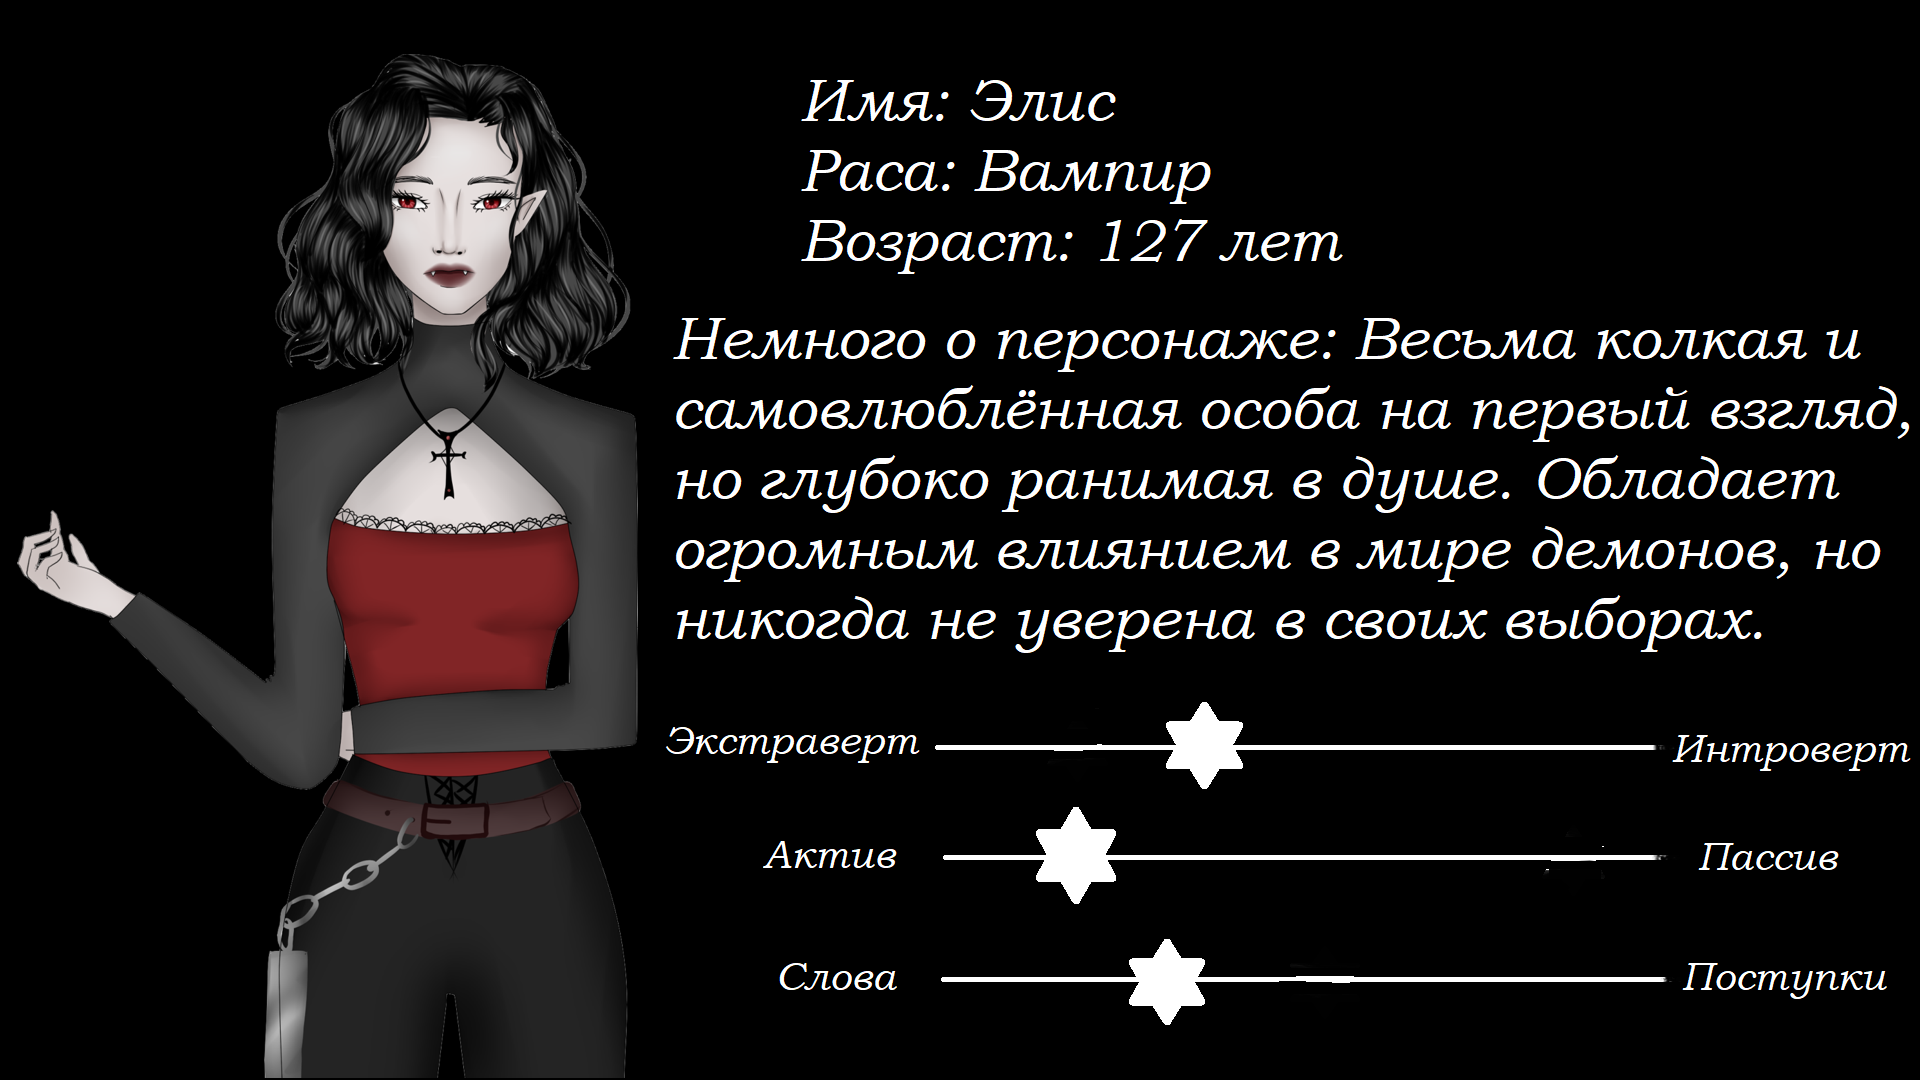 Имя: Элис
Раса: Вампир
Возраст: 127 лет
Немного о персонаже: Весьма колкая и
самовлюблённая особа на первый взгляд,
но глубоко ранимая в душе. Обладает
огромным влиянием в мире демонов, но
никогда не уверена в своих выборах.
Экстраверт Интроверт
Актив Пассив
Слова Поступки